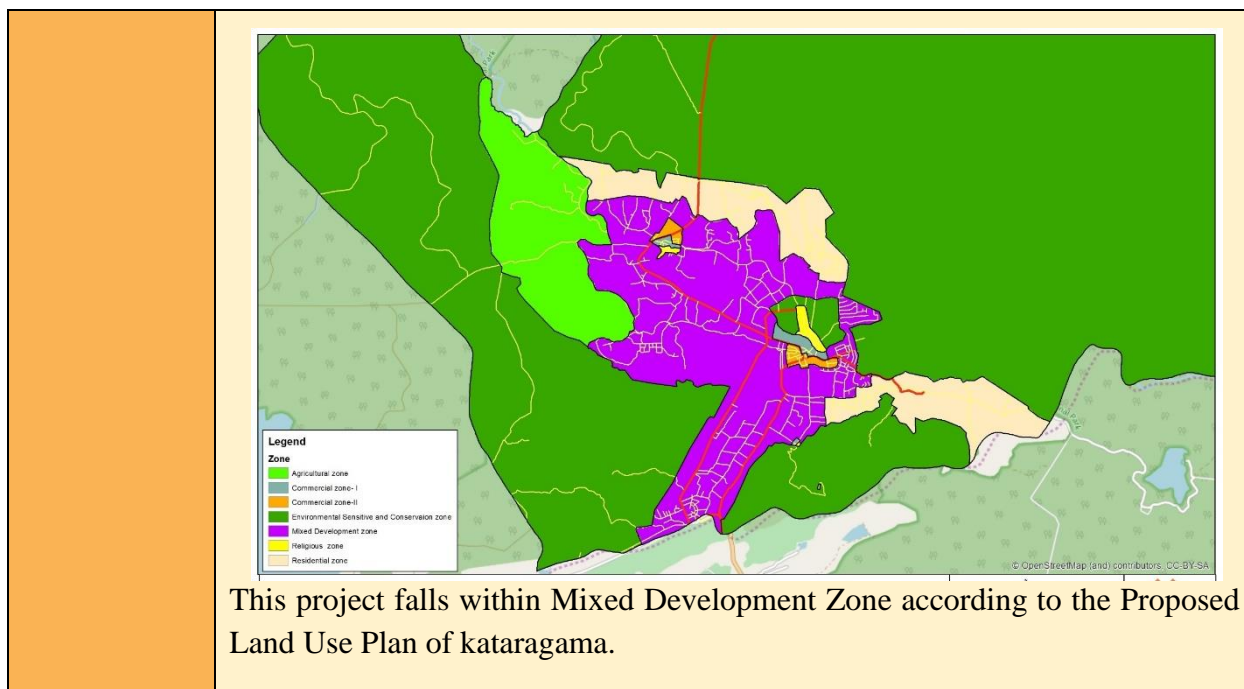 Legend
Zone
Agricultural zone
Commercial zone- I
Commercial zone-II
Environmental Sensitive and Conservaion zone
Mixed Development zone
Religious zone
Residential zone
© OpenStreetMap (and) contributors, CC-BY-SA
This project falls within Mixed Development Zone according to the Proposed
Land Use Plan of kataragama.